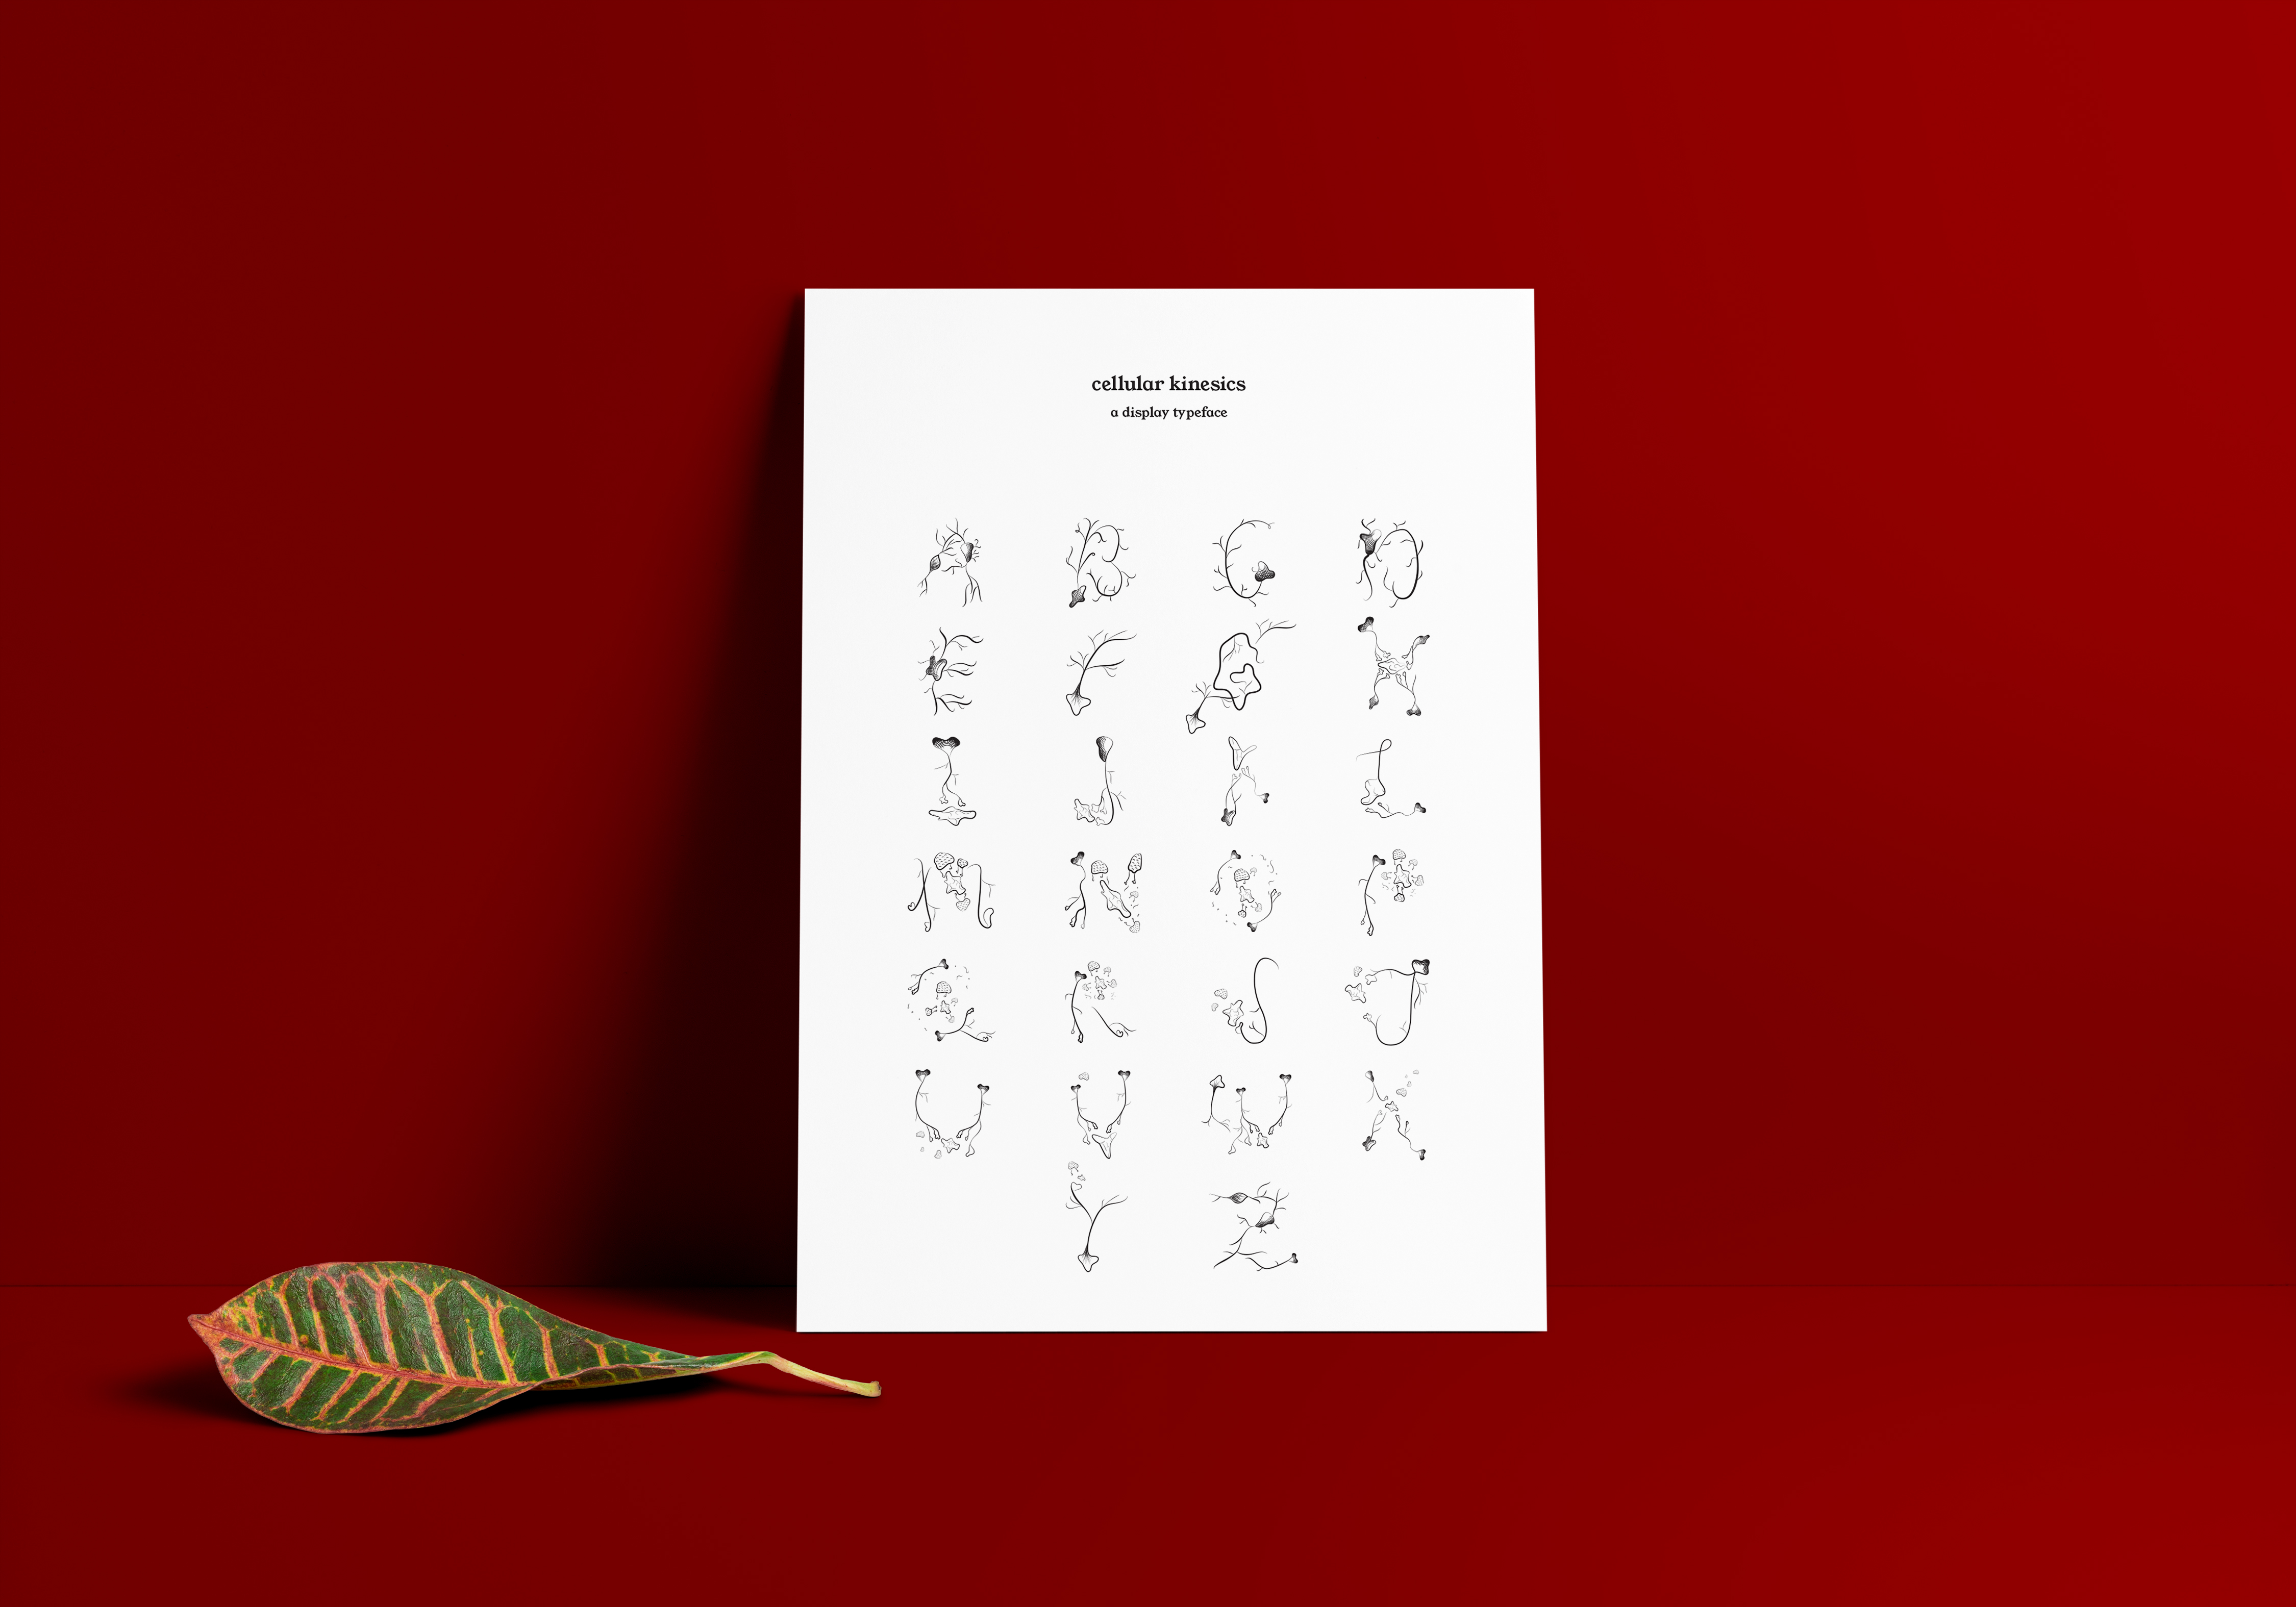 cellular kinesics
a display typeface
A B C D
E F G H
I J K L
M N O P
Q R S T
U V W X
Y Z